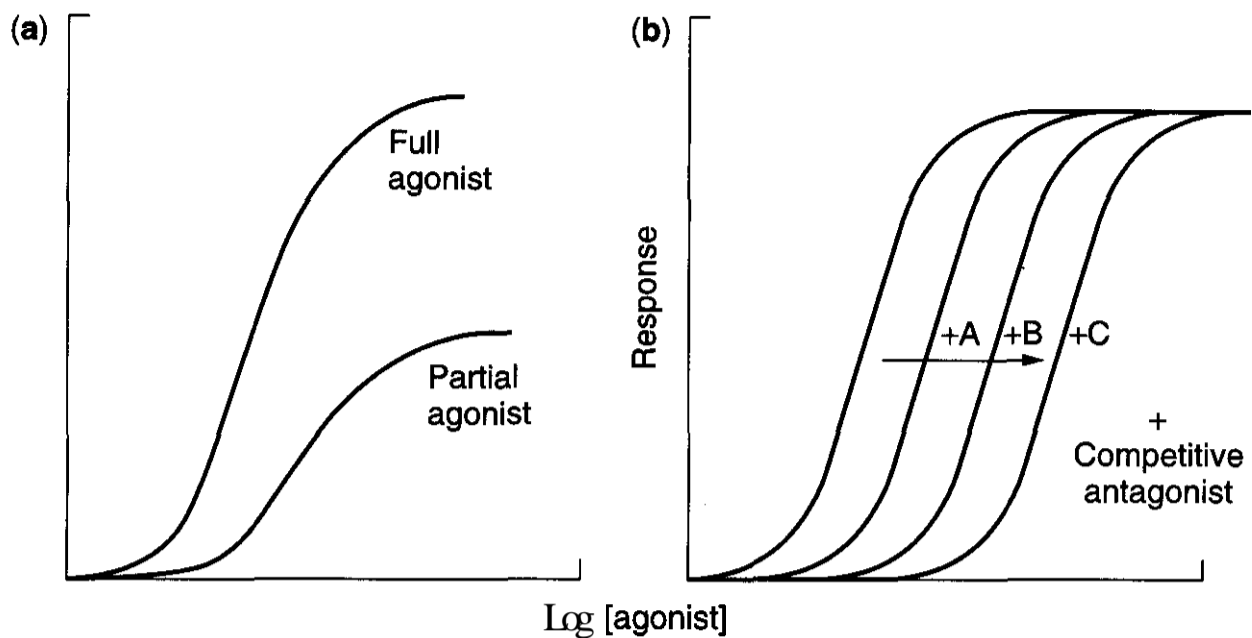 (a)
Full
agonist
Partial
agonist
(b)
Response
+A
+B
+C
+
Competitive
antagonist
Log [agonist]